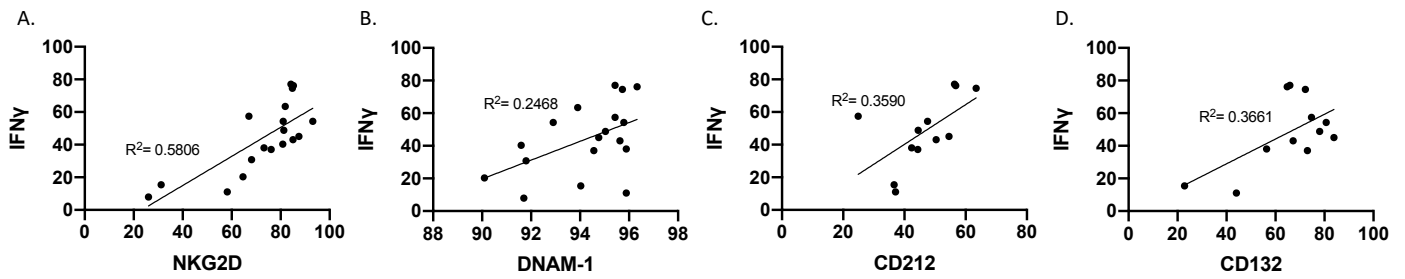 A.
IFNγ
100
80
60
40
20
0
R²= 0.5806
0 20 40 60 80 100
NKG2D
B.
IFNγ
100
80
60
40
20
0
R²= 0.2468
88 90 92 94 96 98
DNAM-1
C.
IFNγ
100
80
60
40
20
0
R²= 0.3590
0 20 40 60 80
CD212
D.
IFNγ
100
80
60
40
20
0
R²= 0.3661
0 20 40 60 80 100
CD132